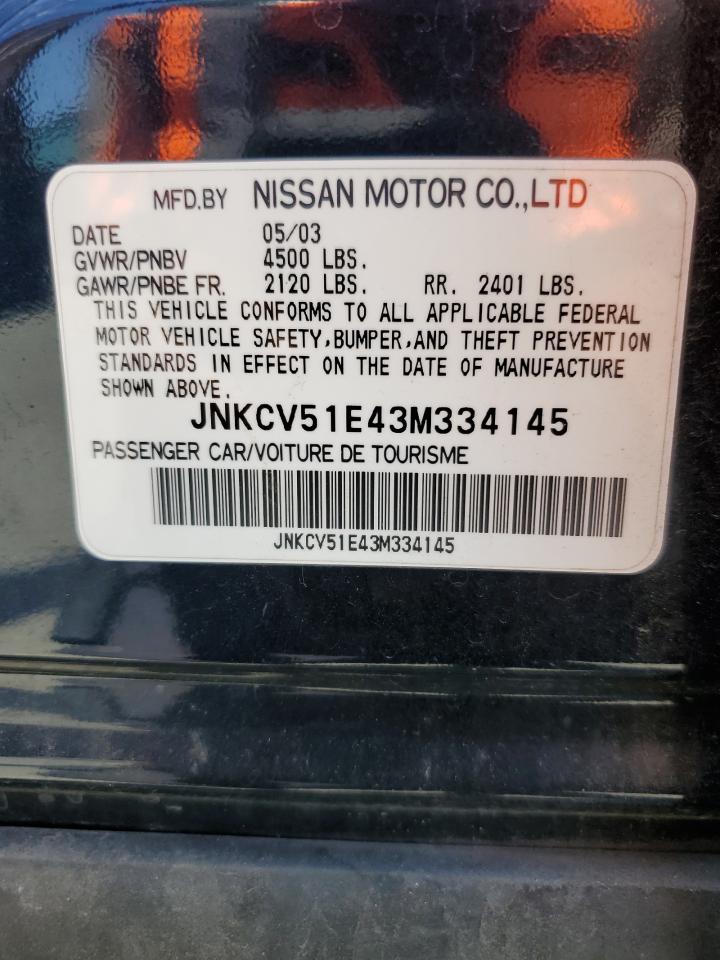 MFD.BY NISSAN MOTOR CO.,LTD
DATE 05/03
GVWR/PNBV 4500 LBS.
GAWR/PNBE FR. 2120 LBS. RR. 2401 LBS.
THIS VEHICLE CONFORMS TO ALL APPLICABLE FEDERAL
MOTOR VEHICLE SAFETY,BUMPER,AND THEFT PREVENTION
STANDARDS IN EFFECT ON THE DATE OF MANUFACTURE
SHOWN ABOVE.
JNKCV51E43M334145
PASSENGER CAR/VOITURE DE TOURISME
JNKCV51E43M334145